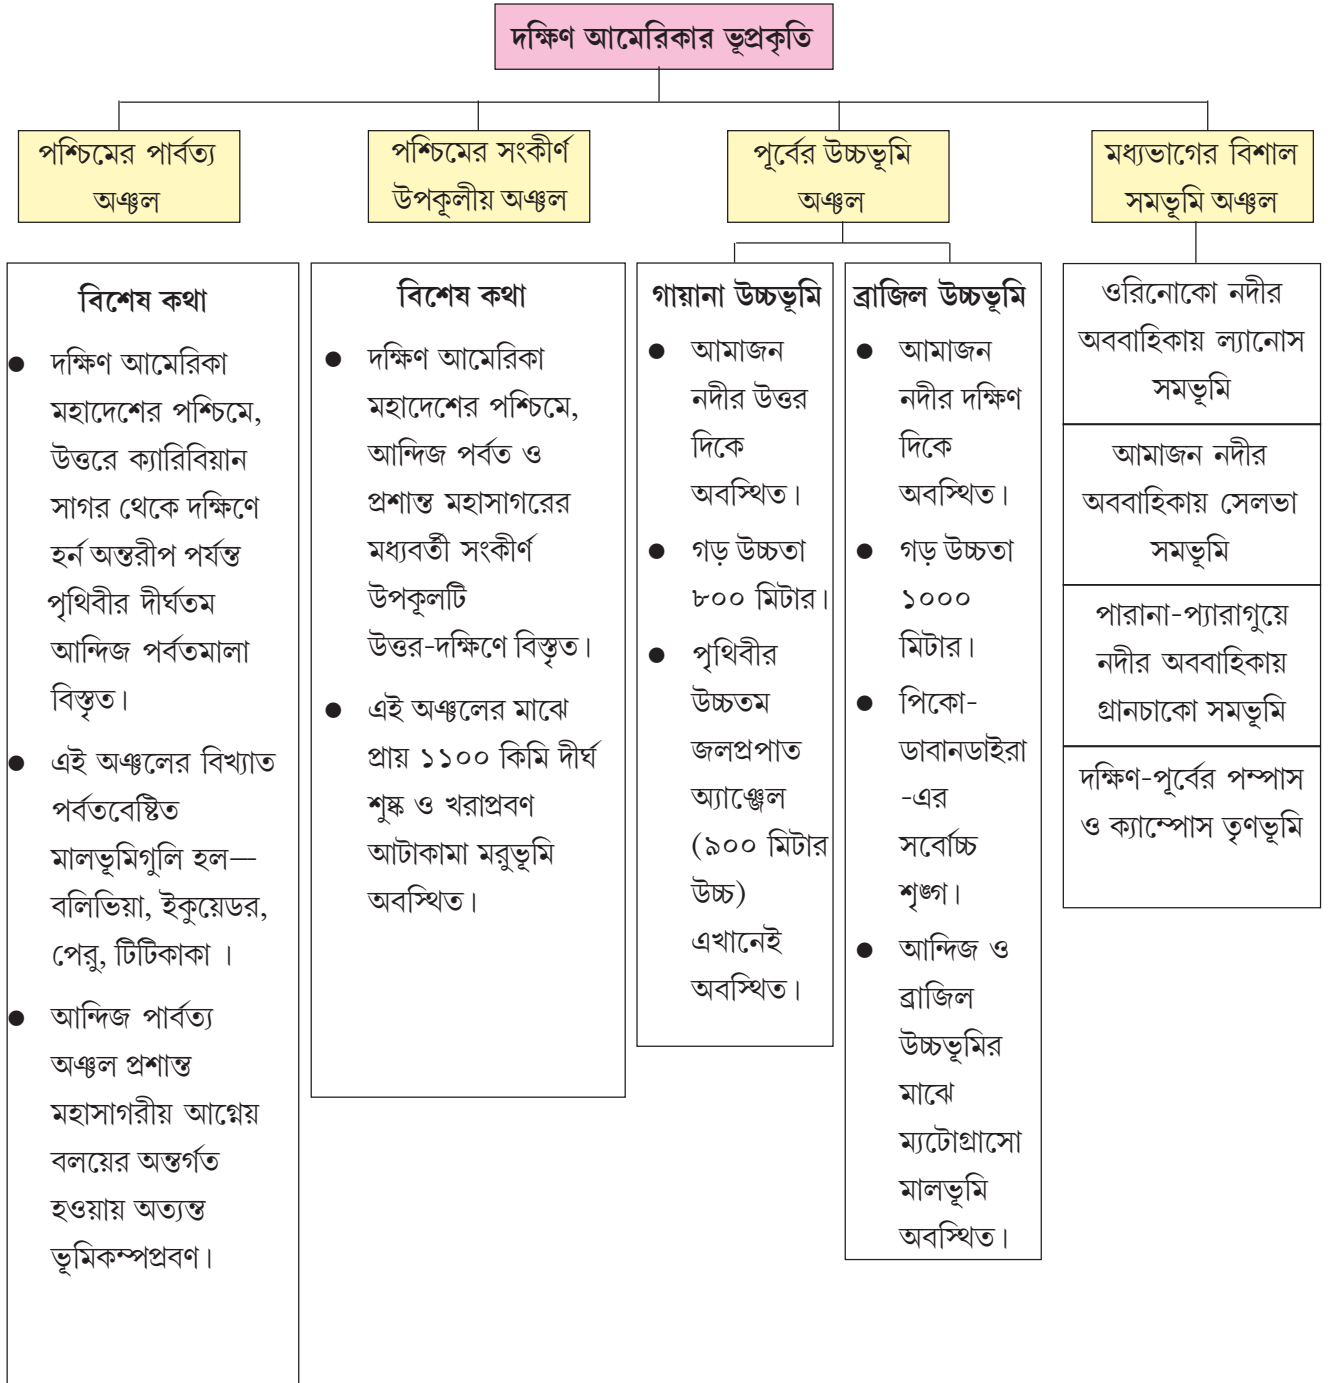 দক্ষিণ আমেরিকার ভূপ্রকৃতি
পশ্চিমের পার্বত্য
অঞ্চল
পশ্চিমের সংকীর্ণ
উপকূলীয় অঞ্চল
পূর্বের উচ্চভূমি
অঞ্চল
মধ্যভাগের বিশাল
সমভূমি অঞ্চল
বিশেষ কথা
● দক্ষিণ আমেরিকা
মহাদেশের পশ্চিমে,
উত্তরে ক্যারিবিয়ান
সাগর থেকে দক্ষিণে
হর্ন অন্তরীপ পর্যন্ত
পৃথিবীর দীর্ঘতম
আন্দিজ পর্বতমালা
বিস্তৃত।
● এই অঞ্চলের বিখ্যাত
পর্বতবেষ্টিত
মালভূমিগুলি হল—
বলিভিয়া, ইকুয়েডর,
পেরু, টিটিকাকা ।
● আন্দিজ পার্বত্য
অঞ্চল প্রশান্ত
মহাসাগরীয় আগ্নেয়
বলয়ের অন্তর্গত
হওয়ায় অত্যন্ত
ভূমিকম্পপ্রবণ।
বিশেষ কথা
● দক্ষিণ আমেরিকা
মহাদেশের পশ্চিমে,
আন্দিজ পর্বত ও
প্রশান্ত মহাসাগরের
মধ্যবর্তী সংকীর্ণ
উপকূলটি
উত্তর-দক্ষিণে বিস্তৃত।
● এই অঞ্চলের মাঝে
প্রায় ১১০০ কিমি দীর্ঘ
শুষ্ক ও খরাপ্রবণ
আটাকামা মরুভূমি
অবস্থিত।
গায়ানা উচ্চভূমি
● আমাজন
নদীর উত্তর
দিকে
অবস্থিত।
● গড় উচ্চতা
৮০০ মিটার।
● পৃথিবীর
উচ্চতম
জলপ্রপাত
অ্যাঞ্জেল
(৯০০ মিটার
উচ্চ)
এখানেই
অবস্থিত।
ব্রাজিল উচ্চভূমি
● আমাজন
নদীর দক্ষিণ
দিকে
অবস্থিত।
● গড় উচ্চতা
১০০০
মিটার।
● পিকো-
ডাবানডাইরা
-এর
সর্বোচ্চ
শৃঙ্গ।
● আন্দিজ ও
ব্রাজিল
উচ্চভূমির
মাঝে
ম্যটোগ্রাসো
মালভূমি
অবস্থিত।
ওরিনোকো নদীর
অববাহিকায় ল্যানোস
সমভূমি
আমাজন নদীর
অববাহিকায় সেলভা
সমভূমি
পারানা-প্যারাগুয়ে
নদীর অববাহিকায়
গ্রানচাকো সমভূমি
দক্ষিণ-পূর্বের পম্পাস
ও ক্যাম্পোস তৃণভূমি